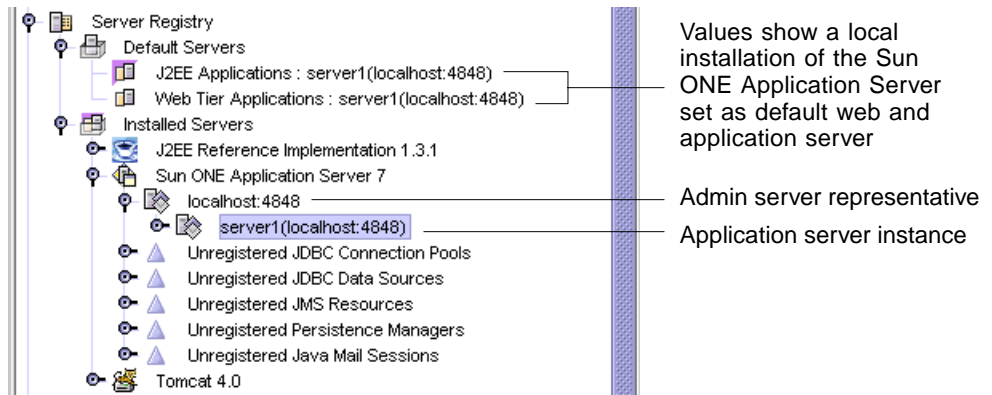 Server Registry
Default Servers
J2EE Applications : server1(localhost:4848)
Web Tier Applications : server1(localhost:4848)
Installed Servers
J2EE Reference Implementation 1.3.1
Sun ONE Application Server 7
localhost:4848
server1(localhost:4848)
Unregistered JDBC Connection Pools
Unregistered JDBC Data Sources
Unregistered JMS Resources
Unregistered Persistence Managers
Unregistered Java Mail Sessions
Tomcat 4.0
Values show a local
installation of the Sun
ONE Application Server
set as default web and
application server
Admin server representative
Application server instance